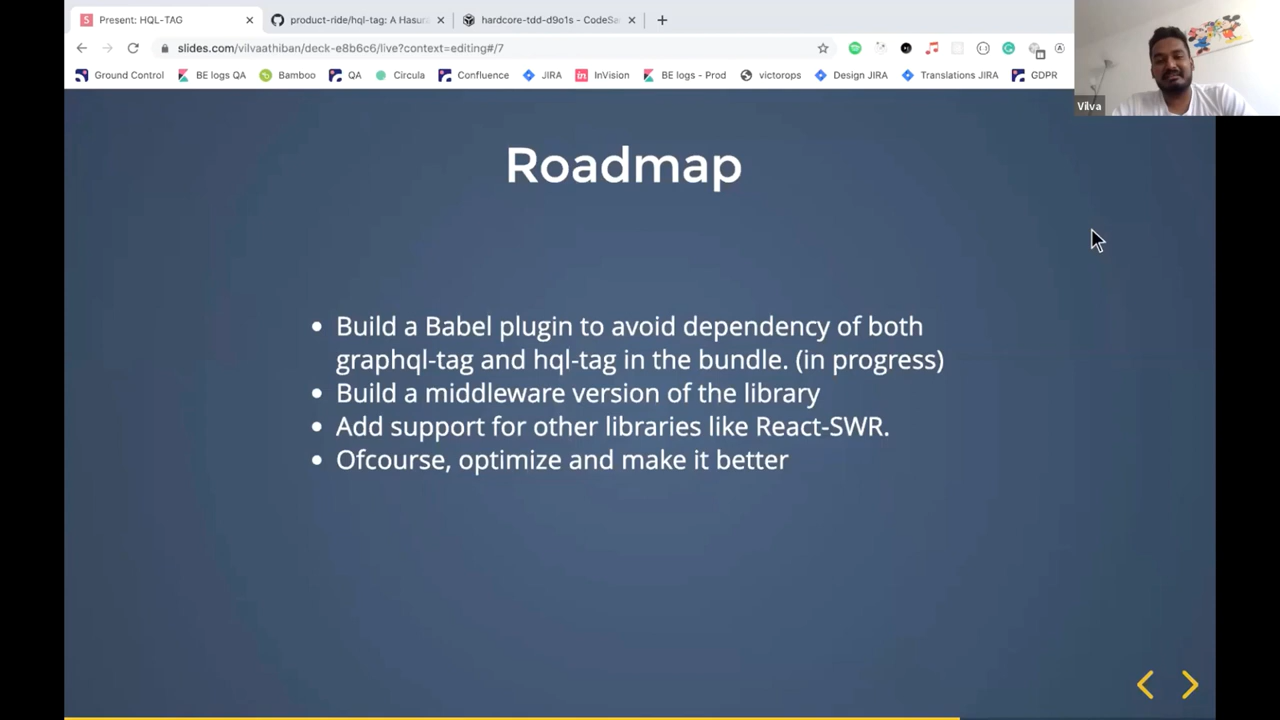 Present: HQL-TAG
product-ride/hql-tag: A Hasura
hardcore-tdd-d9o1s - CodeSa
slides.com/vilvaathiban/deck-e8b6c6/live?context=editing#/7
Ground Control
BE logs QA
Bamboo
QA
Circula
Confluence
JIRA
InVision
BE logs - Prod
victorops
Design JIRA
Translations JIRA
GDPR
Vilva
Roadmap
• Build a Babel plugin to avoid dependency of both
graphql-tag and hql-tag in the bundle. (in progress)
• Build a middleware version of the library
• Add support for other libraries like React-SWR.
• Ofcourse, optimize and make it better